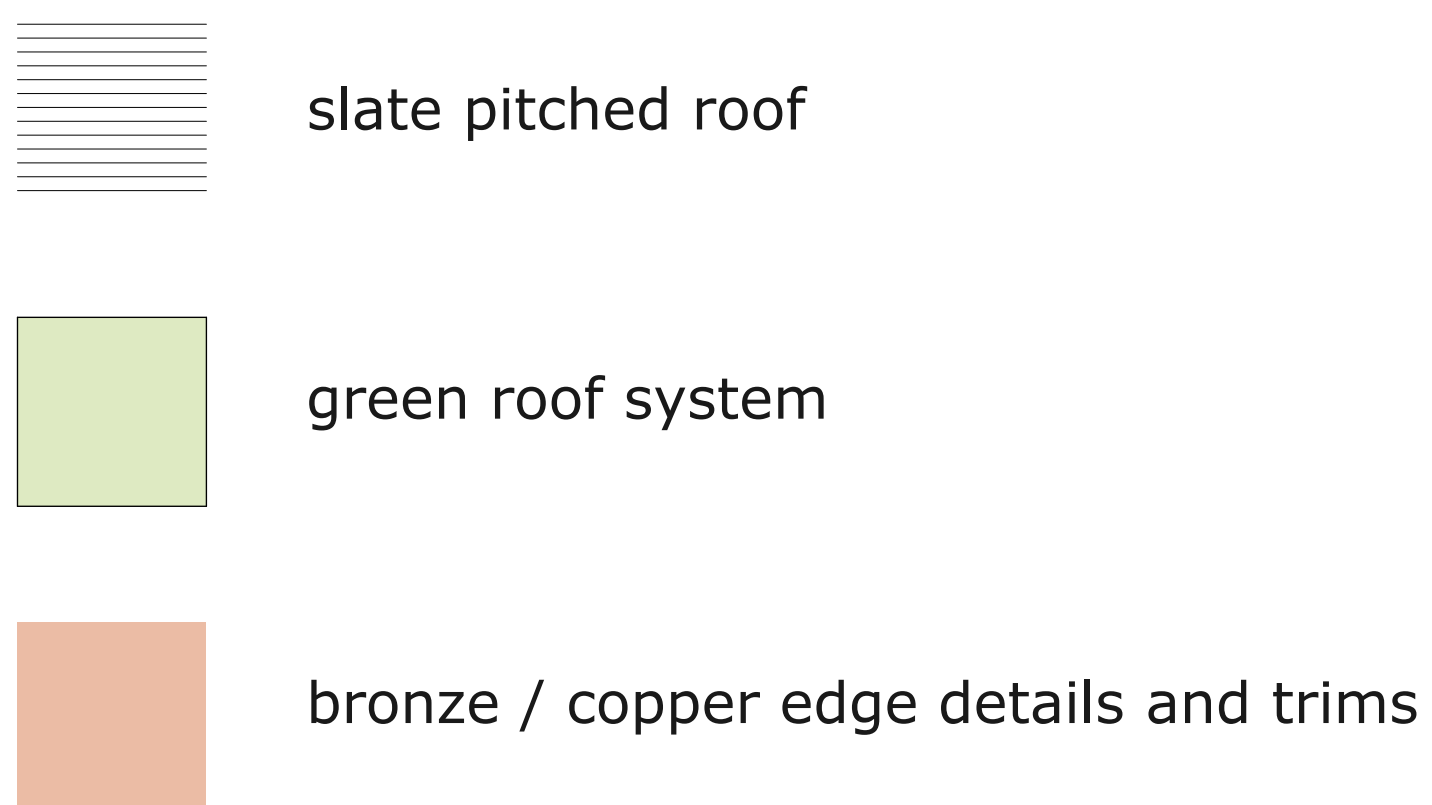 slate pitched roof
green roof system
bronze / copper edge details and trims